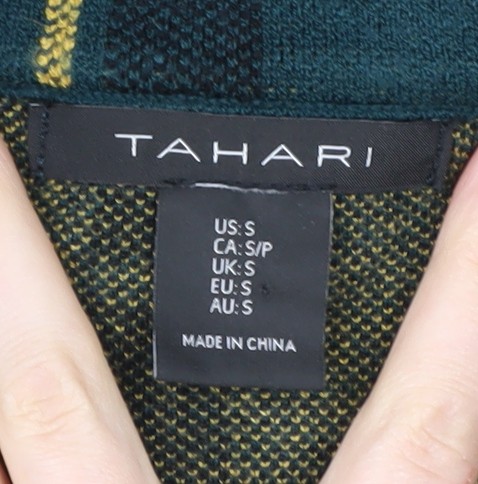 TAHARI
US: S
CA: S/P
UK: S
EU: S
AU: S
MADE IN CHINA